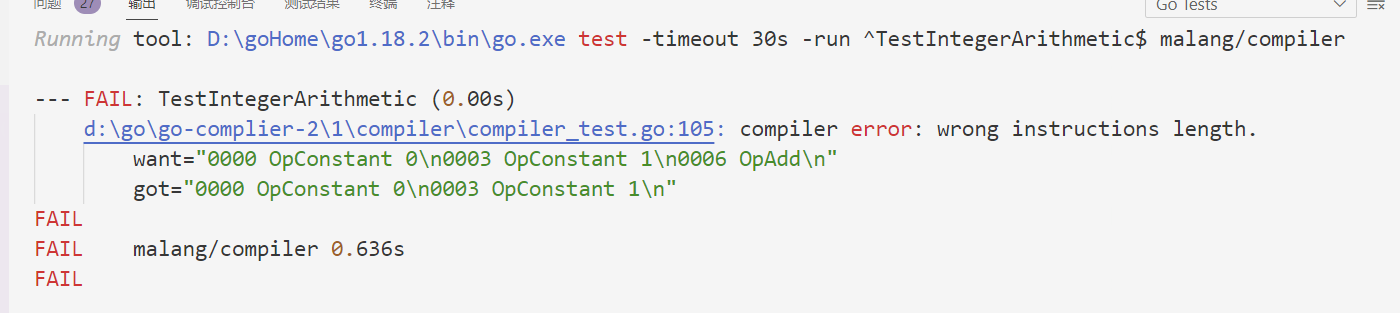 问题 27 输出 调试控制台 测试结果 终端 注释 Go Tests
Running tool: D:\goHome\go1.18.2\bin\go.exe test -timeout 30s -run ^TestIntegerArithmetic$ malang/compiler
--- FAIL: TestIntegerArithmetic (0.00s)
d:\go\go-complier-2\1\compiler\compiler_test.go:105: compiler error: wrong instructions length.
want="0000 OpConstant 0\n0003 OpConstant 1\n0006 OpAdd\n"
got="0000 OpConstant 0\n0003 OpConstant 1\n"
FAIL
FAIL malang/compiler 0.636s
FAIL